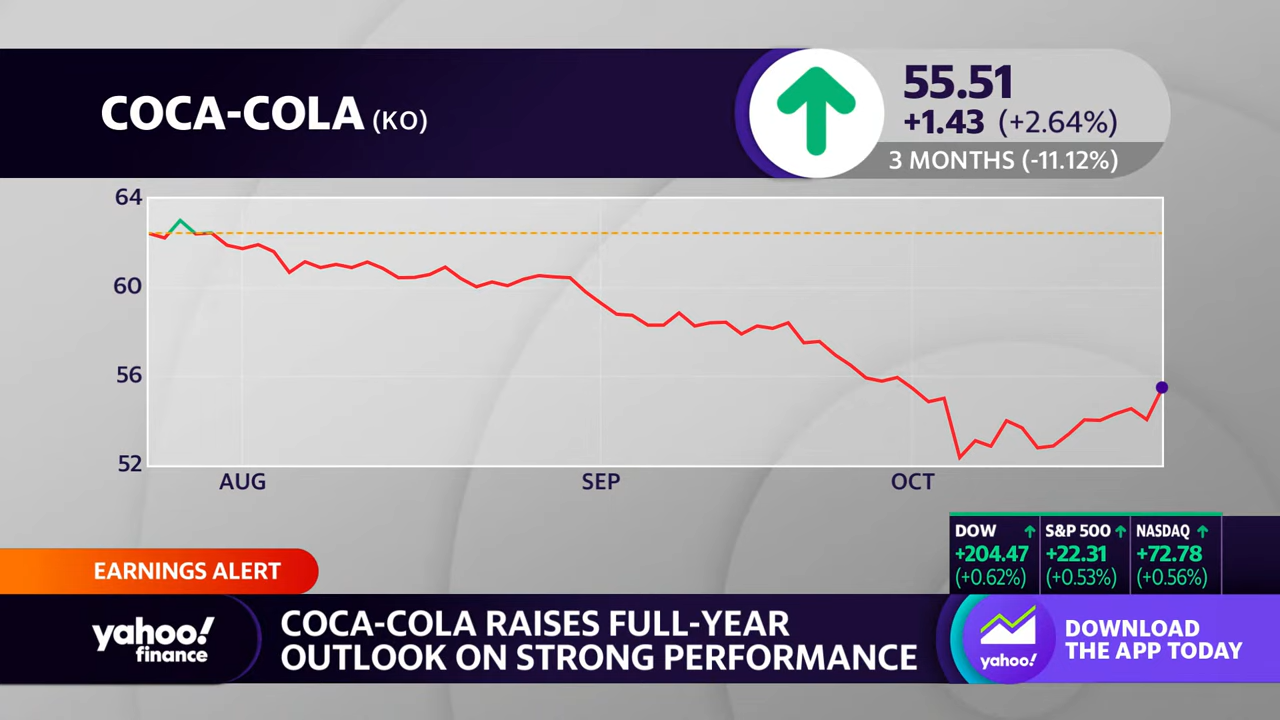 COCA-COLA (KO)
55.51
+1.43 (+2.64%)
3 MONTHS (-11.12%)
64
60
56
52
AUG SEP OCT
DOW
+204.47
(+0.62%)
S&P 500
+22.31
(+0.53%)
NASDAQ
+72.78
(+0.56%)
EARNINGS ALERT
yahoo!
finance
COCA-COLA RAISES FULL-YEAR
OUTLOOK ON STRONG PERFORMANCE
yahoo!
DOWNLOAD
THE APP TODAY